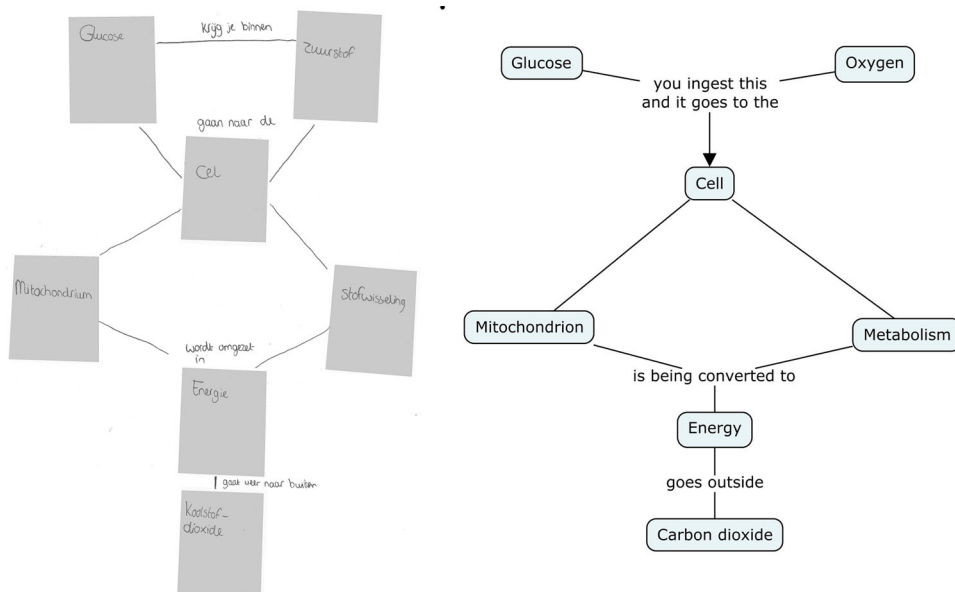 Glucose
krijg je binnen
Zuurstof
gaan naar de
Cel
Mitochondrium
Stofwisseling
wordt omgezet
in
Energie
gaat weer naar buiten
Koolstof-
dioxide
Glucose
Oxygen
you ingest this
and it goes to the
Cell
Mitochondrion
Metabolism
is being converted to
Energy
goes outside
Carbon dioxide